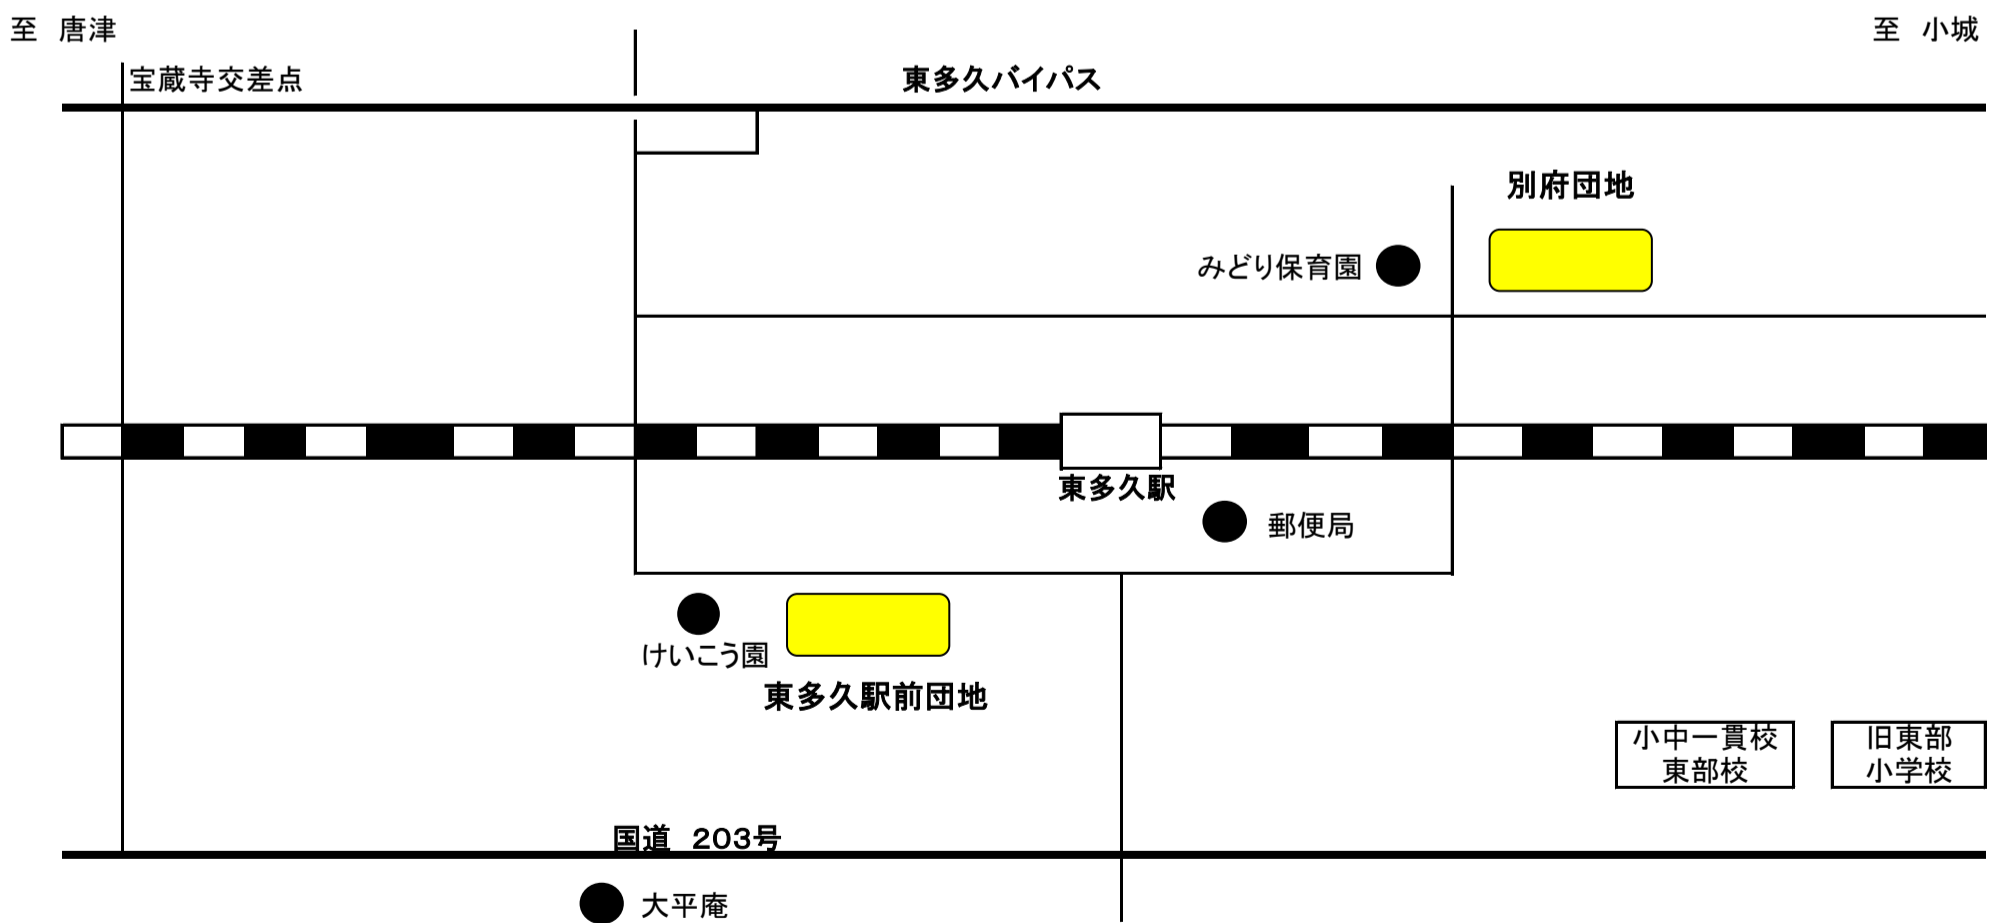 至　唐津
至　小城
宝蔵寺交差点
東多久バイパス
別府団地
みどり保育園
東多久駅
郵便局
けいこう園
東多久駅前団地
小中一貫校
東部校
旧東部
小学校
国道　203号
大平庵